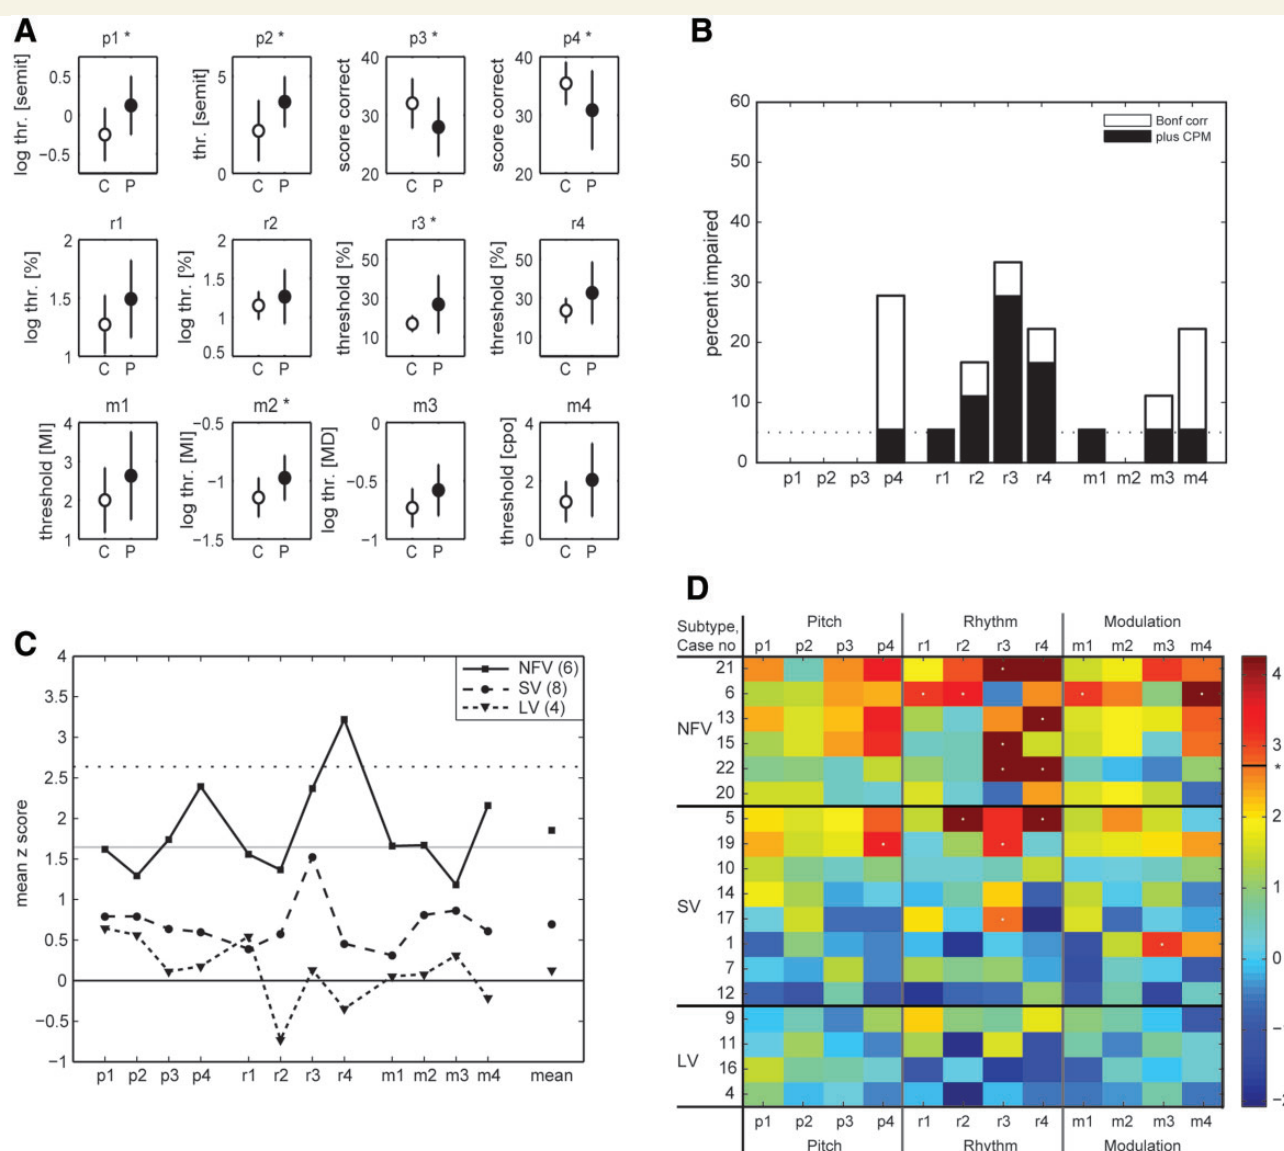 A
p1 *
p2 *
p3 *
p4 *
log thr. [semit]
0.5
0
−0.5
C P
thr. [semit]
5
0
C P
score correct
40
30
20
C P
score correct
40
30
20
C P
r1
r2
r3 *
r4
log thr. [%]
2
1.5
1
C P
log thr. [%]
2
1.5
1
0.5
C P
threshold [%]
50
30
10
C P
threshold [%]
50
30
10
C P
m1
m2 *
m3
m4
threshold [MI]
4
3
2
1
C P
log thr. [MI]
−0.5
−1
−1.5
C P
log thr. [MD]
0
−0.5
−1
C P
threshold [cpo]
4
2
0
C P
B
percent impaired
60
50
40
30
20
10
0
Bonf corr
plus CPM
p1 p2 p3 p4 r1 r2 r3 r4 m1 m2 m3 m4
C
mean z score
4
3.5
3
2.5
2
1.5
1
0.5
0
−0.5
−1
NFV (6)
SV (8)
LV (4)
p1 p2 p3 p4 r1 r2 r3 r4 m1 m2 m3 m4 mean
D
Subtype,
Case no
Pitch Rhythm Modulation
p1 p2 p3 p4 r1 r2 r3 r4 m1 m2 m3 m4
NFV
21
6
13
15
22
20
SV
5
19
10
14
17
1
7
12
LV
9
11
16
4
p1 p2 p3 p4 r1 r2 r3 r4 m1 m2 m3 m4
Pitch Rhythm Modulation
4
3
*
2
1
0
−1
−2